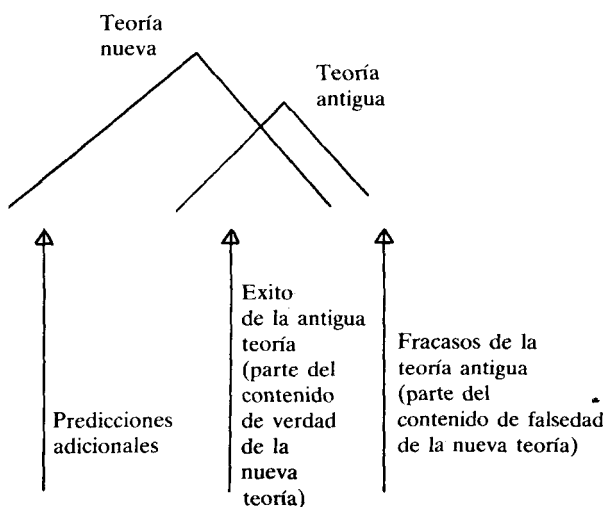 Teoría
nueva
Teoría
antigua
Exito
de la antigua
teoría
(parte del
contenido
de verdad
de la
nueva
teoría)
Fracasos de la
teoría antigua
(parte del
contenido de falsedad
de la nueva teoría)
Predicciones
adicionales